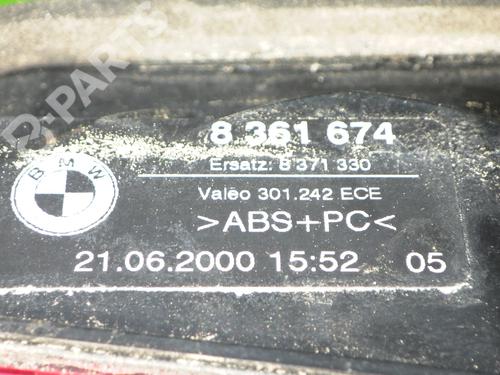 B-PARTS
8 361 674
Ersatz: 8 371 330
BMW
Valéo 301.242 ECE
>ABS+PC<
21.06.2000 15:52 05